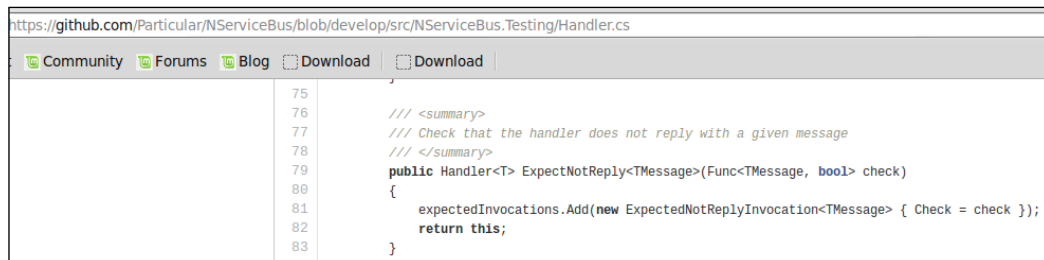 https://github.com/Particular/NServiceBus/blob/develop/src/NServiceBus.Testing/Handler.cs
Community Forums Blog Download Download
75 }
76 /// <summary>
77 /// Check that the handler does not reply with a given message
78 /// </summary>
79 public Handler<T> ExpectNotReply<TMessage>(Func<TMessage, bool> check)
80 {
81 expectedInvocations.Add(new ExpectedNotReplyInvocation<TMessage> { Check = check });
82 return this;
83 }